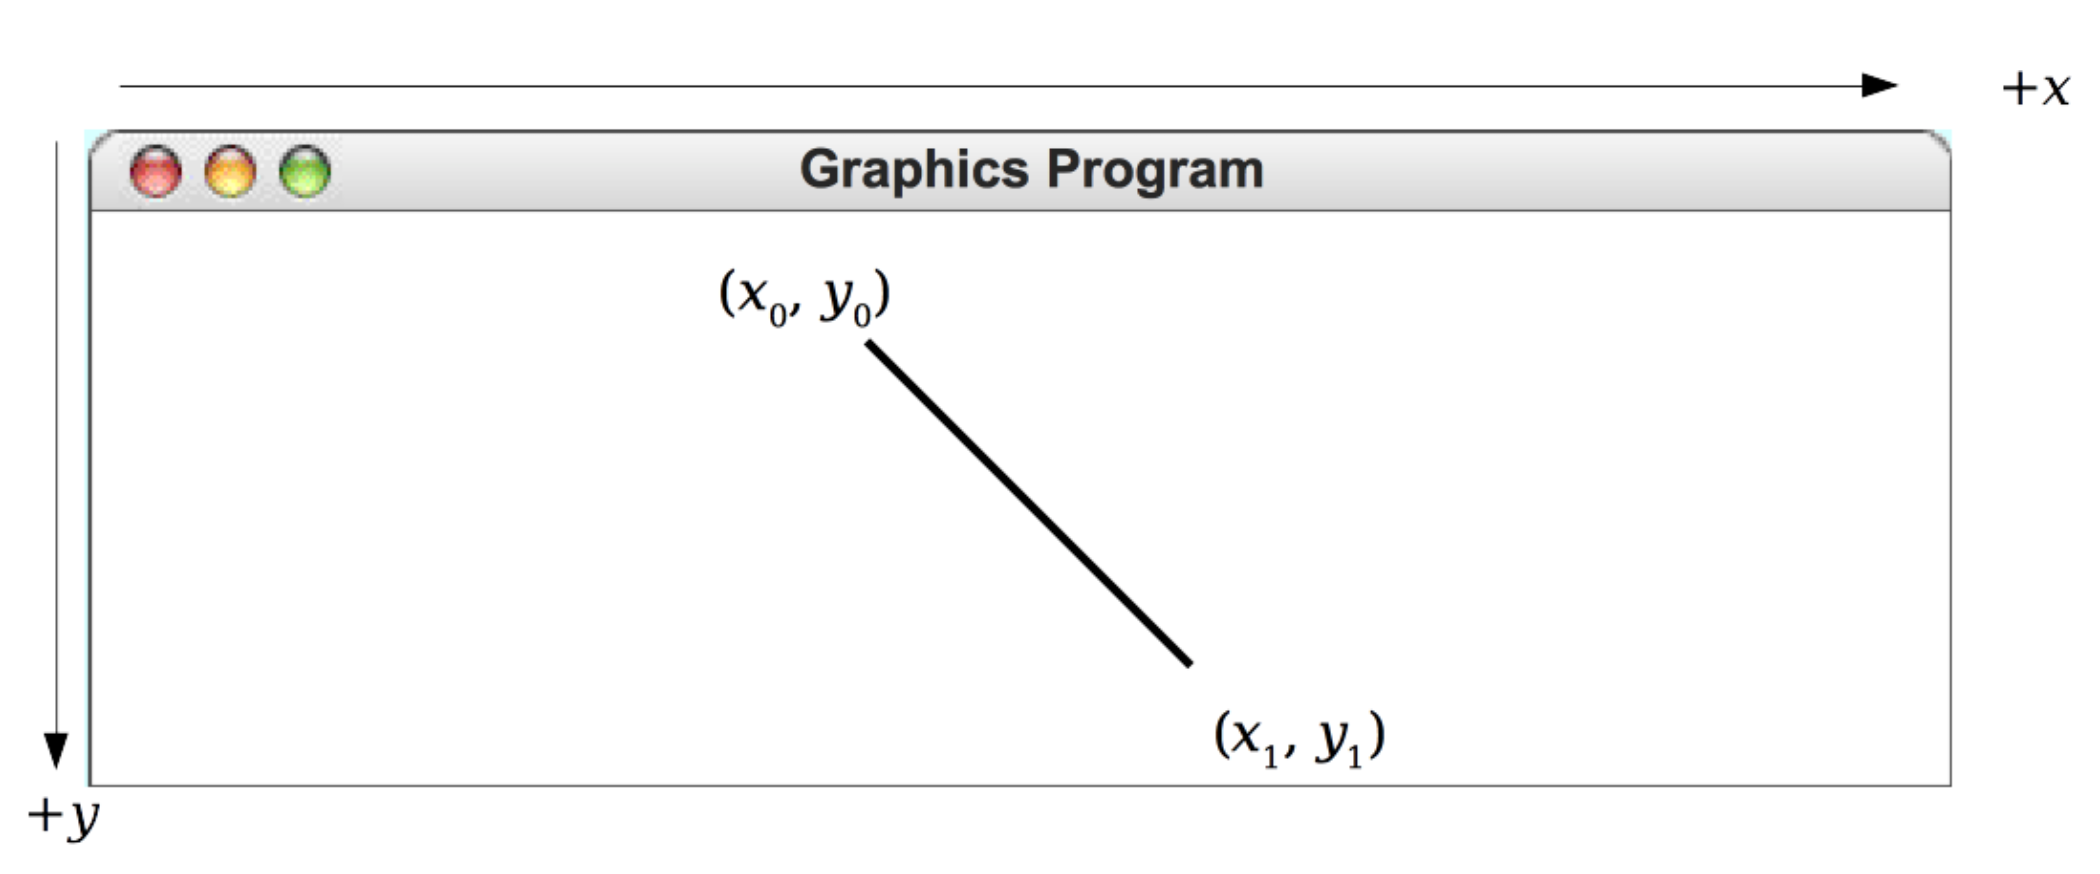 +x
Graphics Program
(x₀, y₀)
(x₁, y₁)
+y